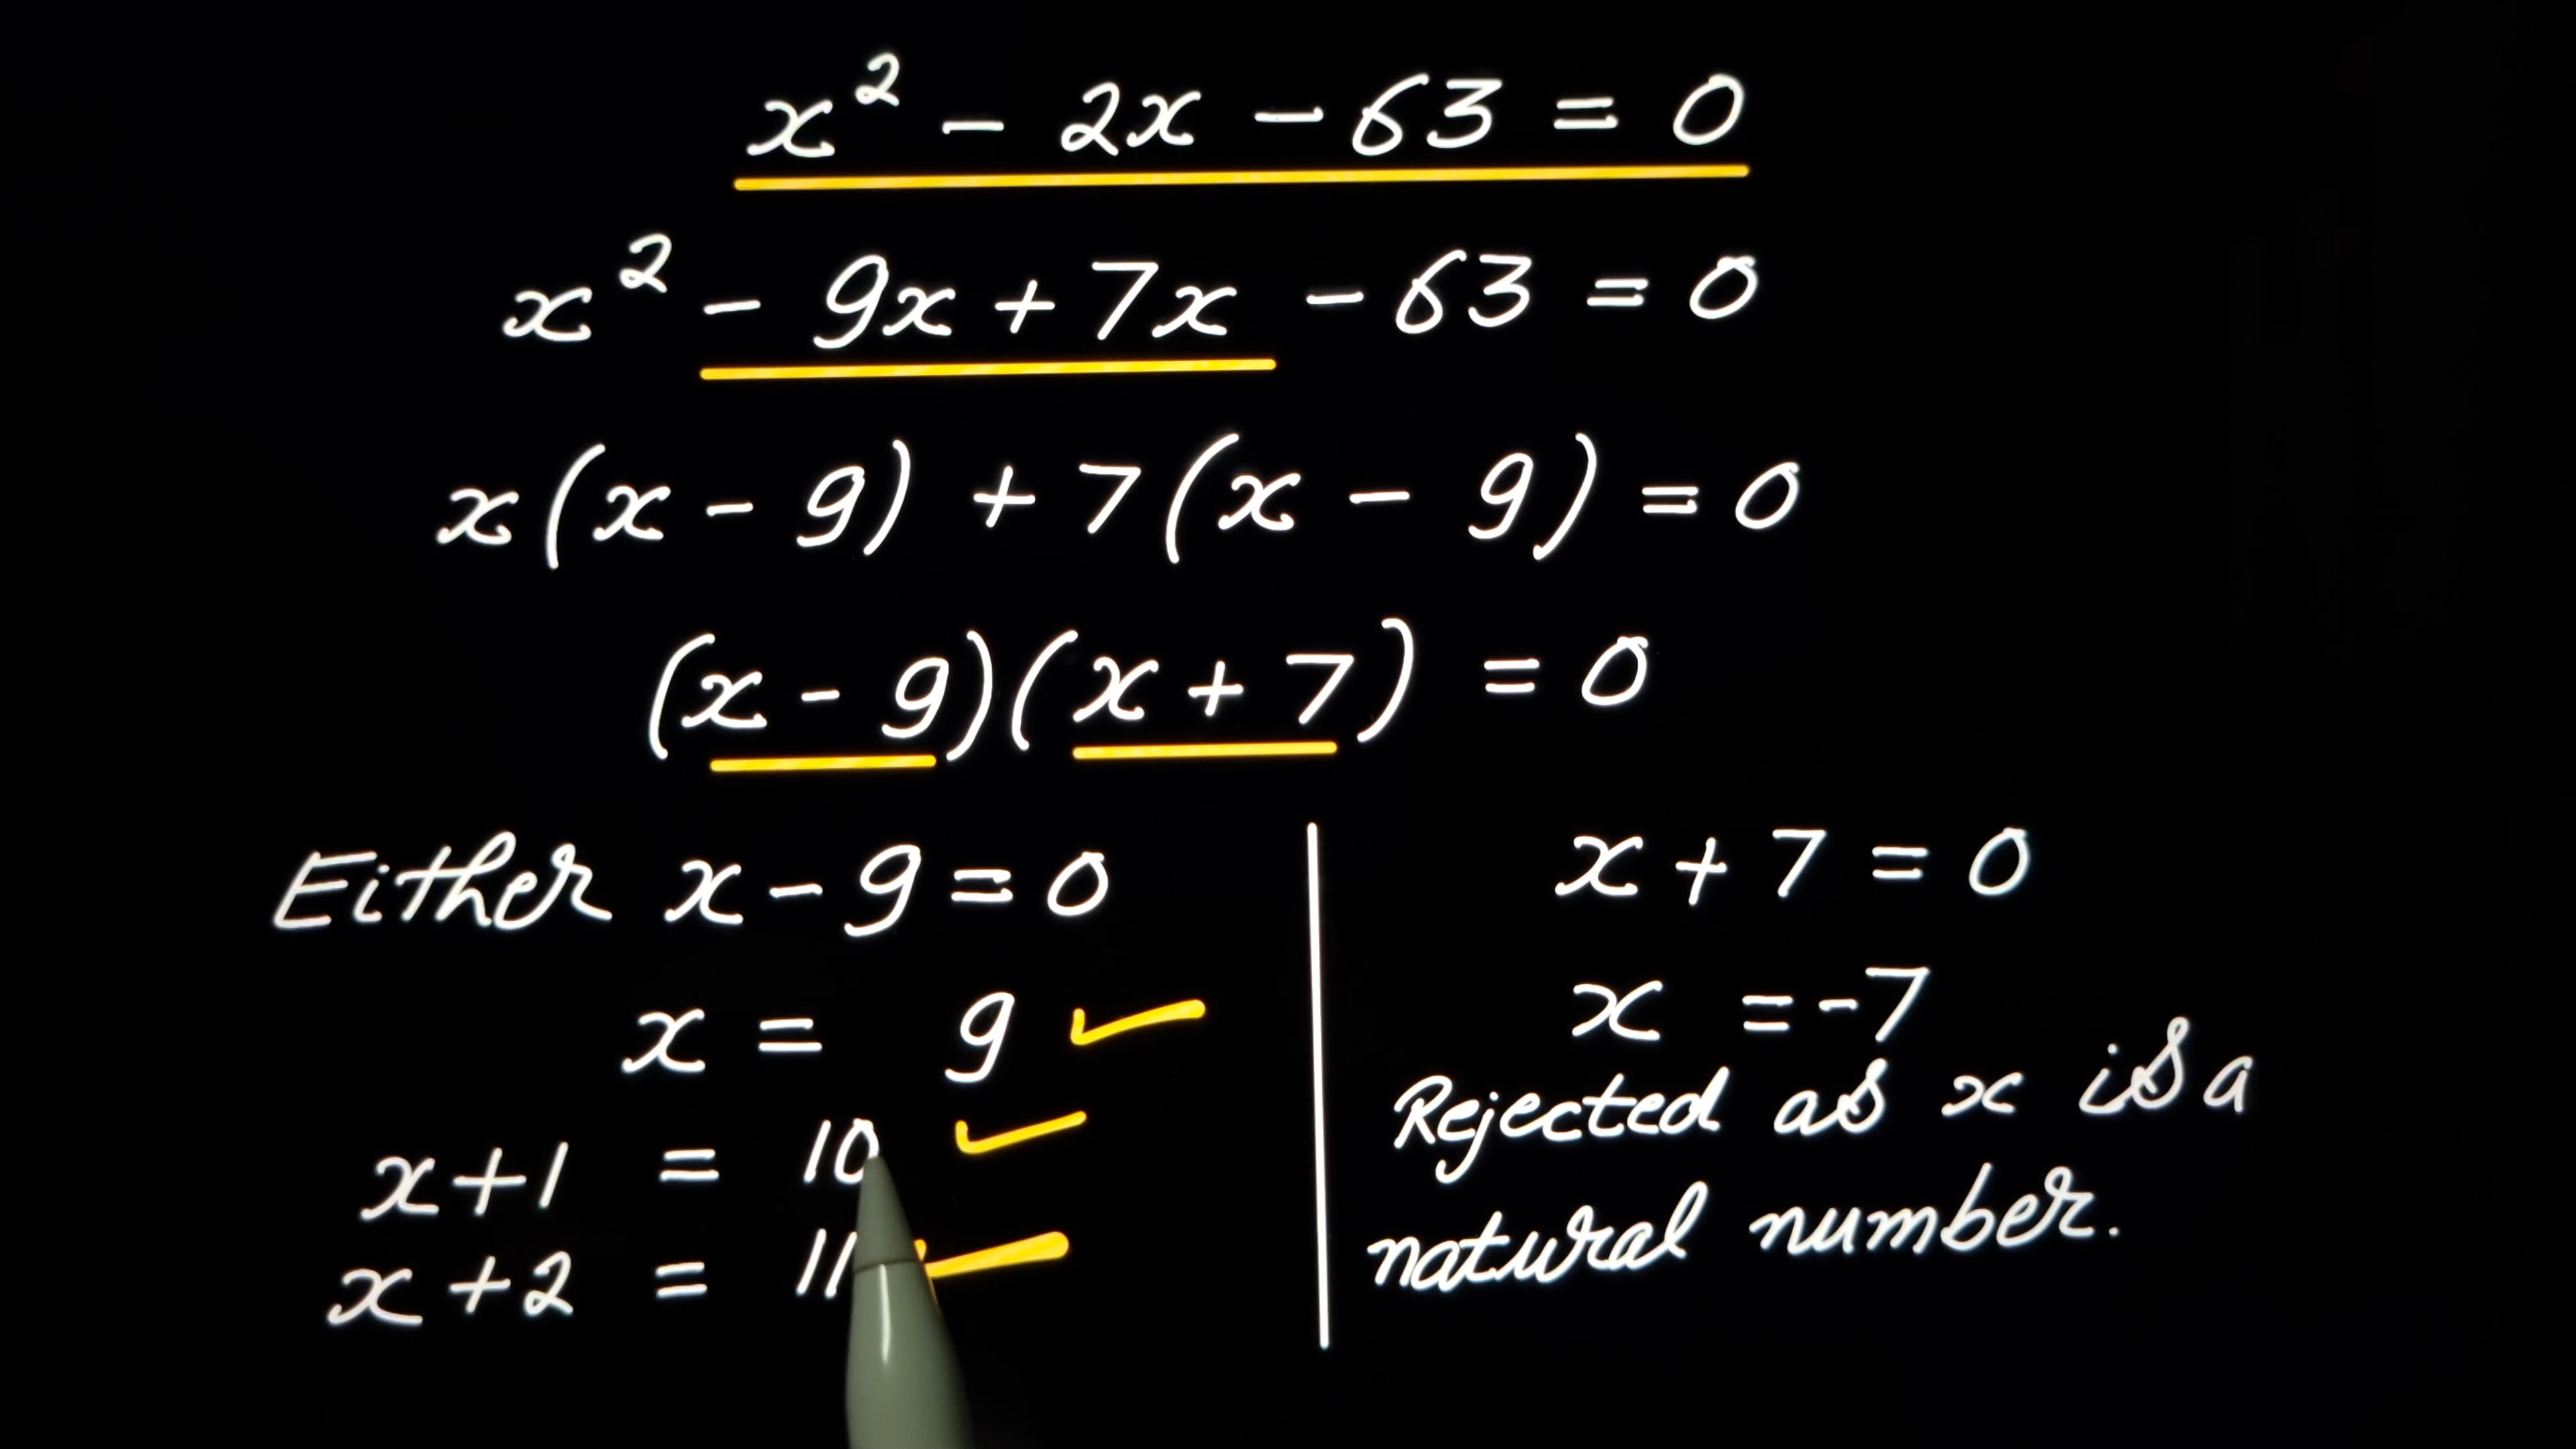 x² - 2x - 63 = 0
x² - 9x + 7x - 63 = 0
x(x - 9) + 7(x - 9) = 0
(x - 9)(x + 7) = 0
Either x - 9 = 0
x = 9 ✓
x+1 = 10 ✓
x+2 = 11 ✓
x + 7 = 0
x = -7
Rejected as x is a
natural number.